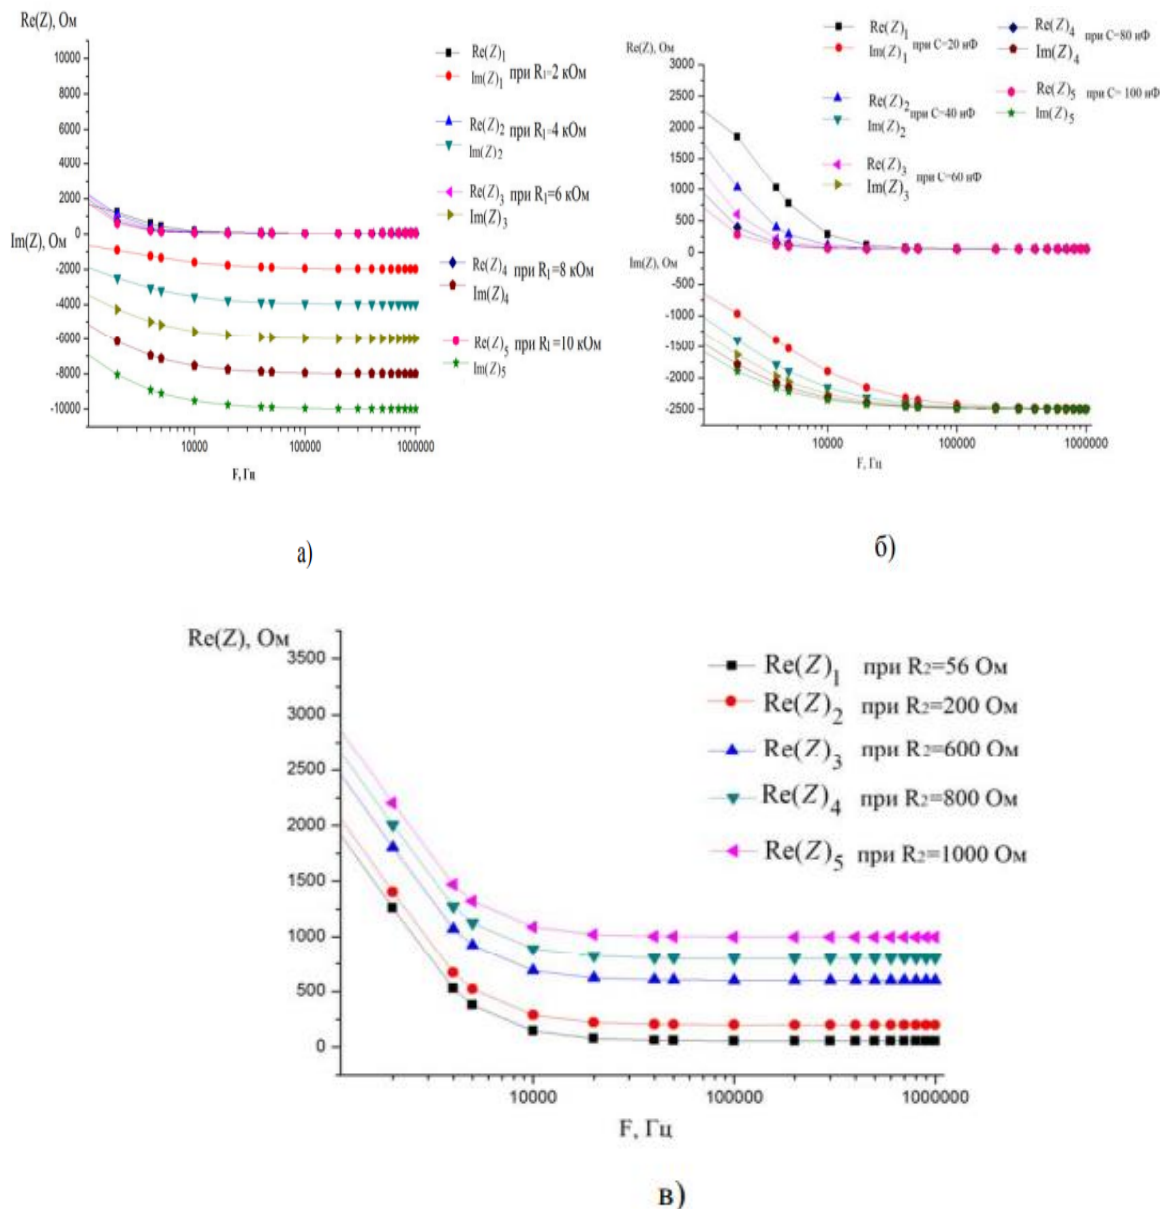 Re(Z), Ом
10000
8000
6000
4000
2000
0
Im(Z), Ом
-2000
-4000
-6000
-8000
-10000
10000 100000 1000000
F, Гц
Re(Z)1
Im(Z)1 при R1=2 кОм
Re(Z)2 при R1=4 кОм
Im(Z)2
Re(Z)3 при R1=6 кОм
Im(Z)3
Re(Z)4 при R1=8 кОм
Im(Z)4
Re(Z)5 при R1=10 кОм
Im(Z)5
а)
Re(Z), Ом
3000
2500
2000
1500
1000
500
0
Im(Z), Ом
-500
-1000
-1500
-2000
-2500
10000 100000 1000000
F, Гц
Re(Z)1
Im(Z)1 при C=20 нФ
Re(Z)2 при C=40 нФ
Im(Z)2
Re(Z)3 при C=60 нФ
Im(Z)3
Re(Z)4 при C=80 нФ
Im(Z)4
Re(Z)5 при C= 100 нФ
Im(Z)5
б)
Re(Z), Ом
3500
3000
2500
2000
1500
1000
500
0
10000 100000 1000000
F, Гц
Re(Z)1 при R2=56 Ом
Re(Z)2 при R2=200 Ом
Re(Z)3 при R2=600 Ом
Re(Z)4 при R2=800 Ом
Re(Z)5 при R2=1000 Ом
в)